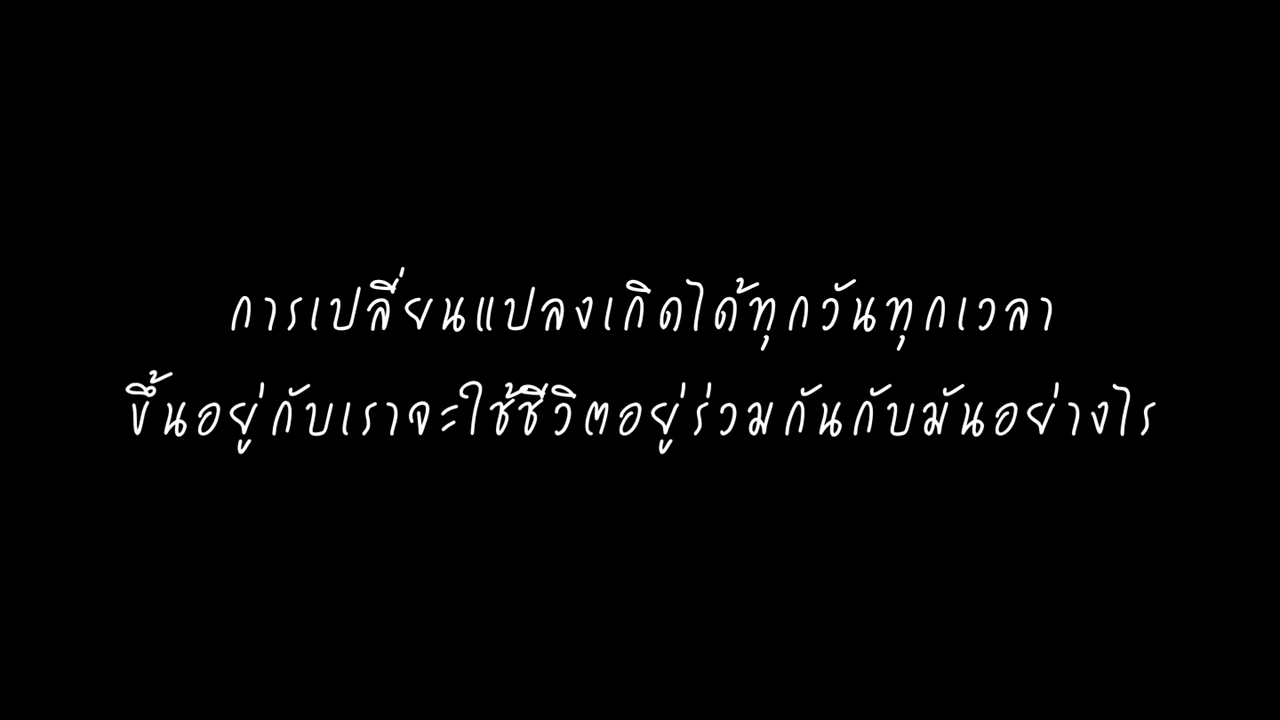 การเปลี่ยนแปลงเกิดได้ทุกวันทุกเวลา
ขึ้นอยู่กับเราจะใช้ชีวิตอยู่ร่วมกันกับมันอย่างไร